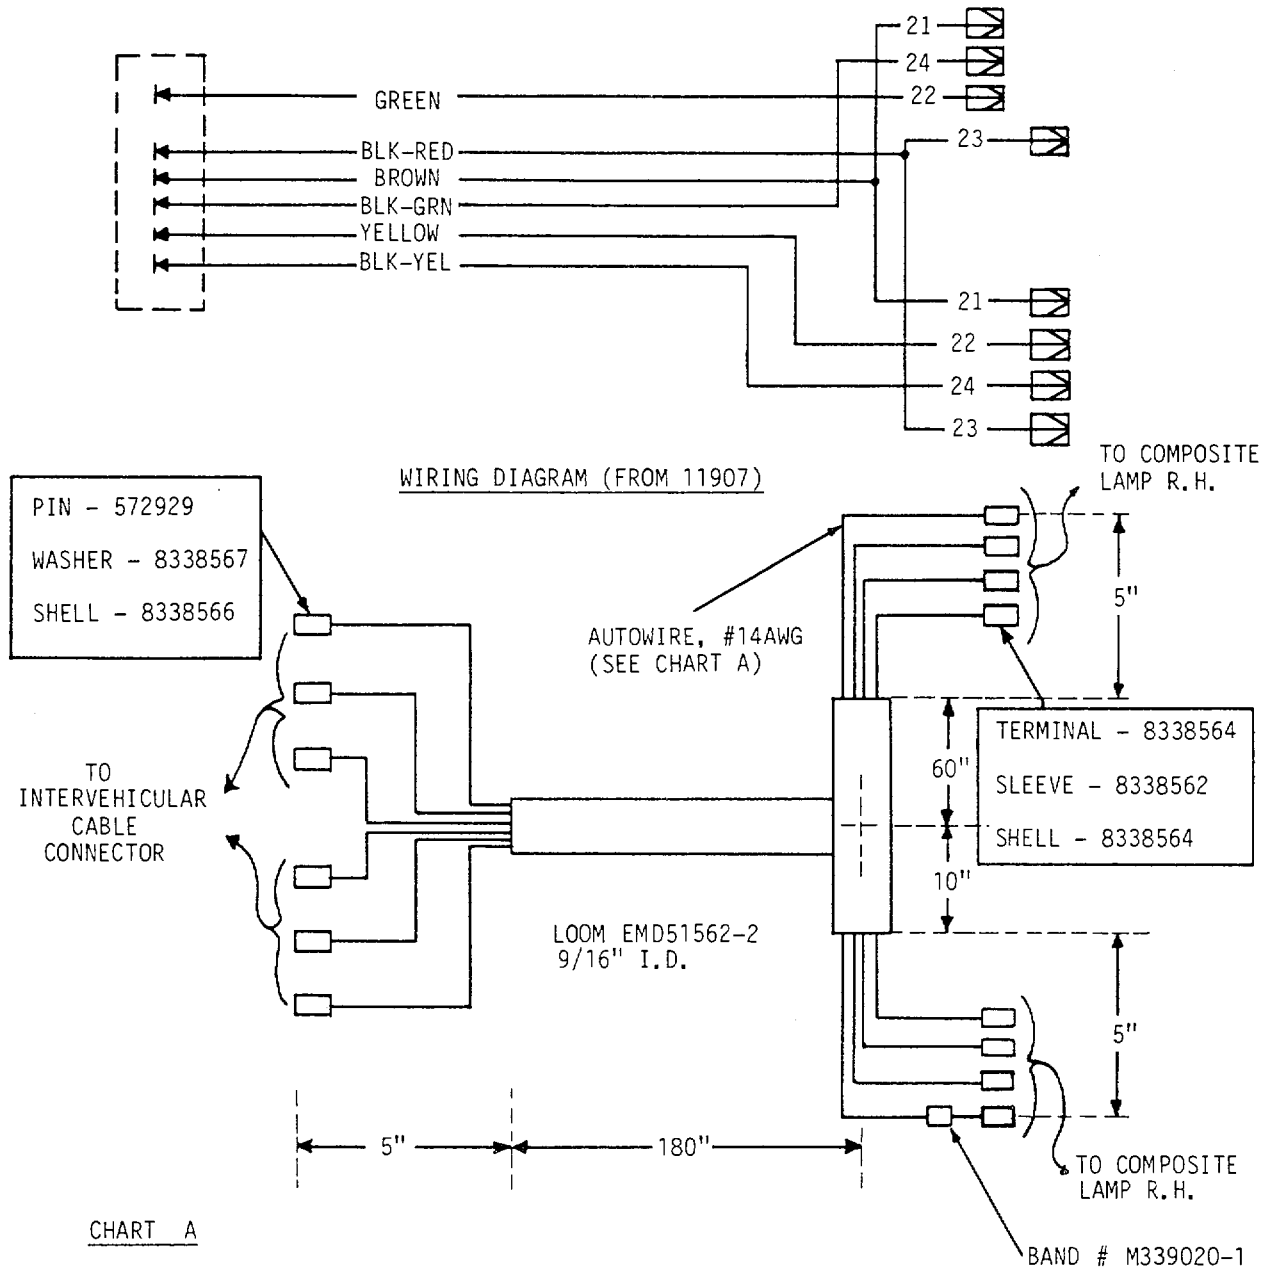 21
24
GREEN
22
BLK-RED
23
BROWN
BLK-GRN
YELLOW
BLK-YEL
21
22
24
23
WIRING DIAGRAM (FROM 11907)
TO COMPOSITE
LAMP R.H.
PIN - 572929
WASHER - 8338567
SHELL - 8338566
AUTOWIRE, #14AWG
(SEE CHART A)
5"
TERMINAL - 8338564
SLEEVE - 8338562
SHELL - 8338564
60"
10"
TO
INTERVEHICULAR
CABLE
CONNECTOR
LOOM EMD51562-2
9/16" I.D.
5"
5"
180"
TO COMPOSITE
LAMP R.H.
CHART A
BAND # M339020-1